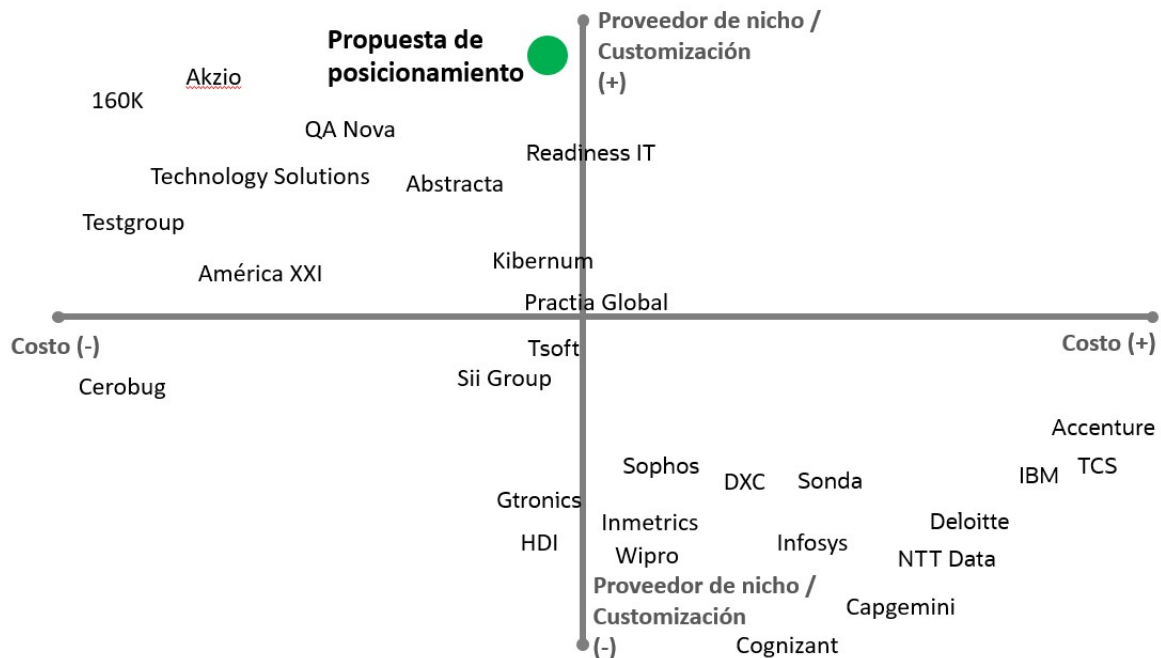 Propuesta de
posicionamiento
Proveedor de nicho /
Customización
(+)
Akzio
160K
QA Nova
Readiness IT
Technology Solutions
Abstracta
Testgroup
Kibernum
América XXI
Practia Global
Costo (-)
Costo (+)
Tsoft
Sii Group
Cerobug
Accenture
Sophos
TCS
IBM
DXC
Sonda
Gtronics
Inmetrics
Deloitte
HDI
Infosys
Wipro
NTT Data
Proveedor de nicho /
Customización
(-)
Capgemini
Cognizant